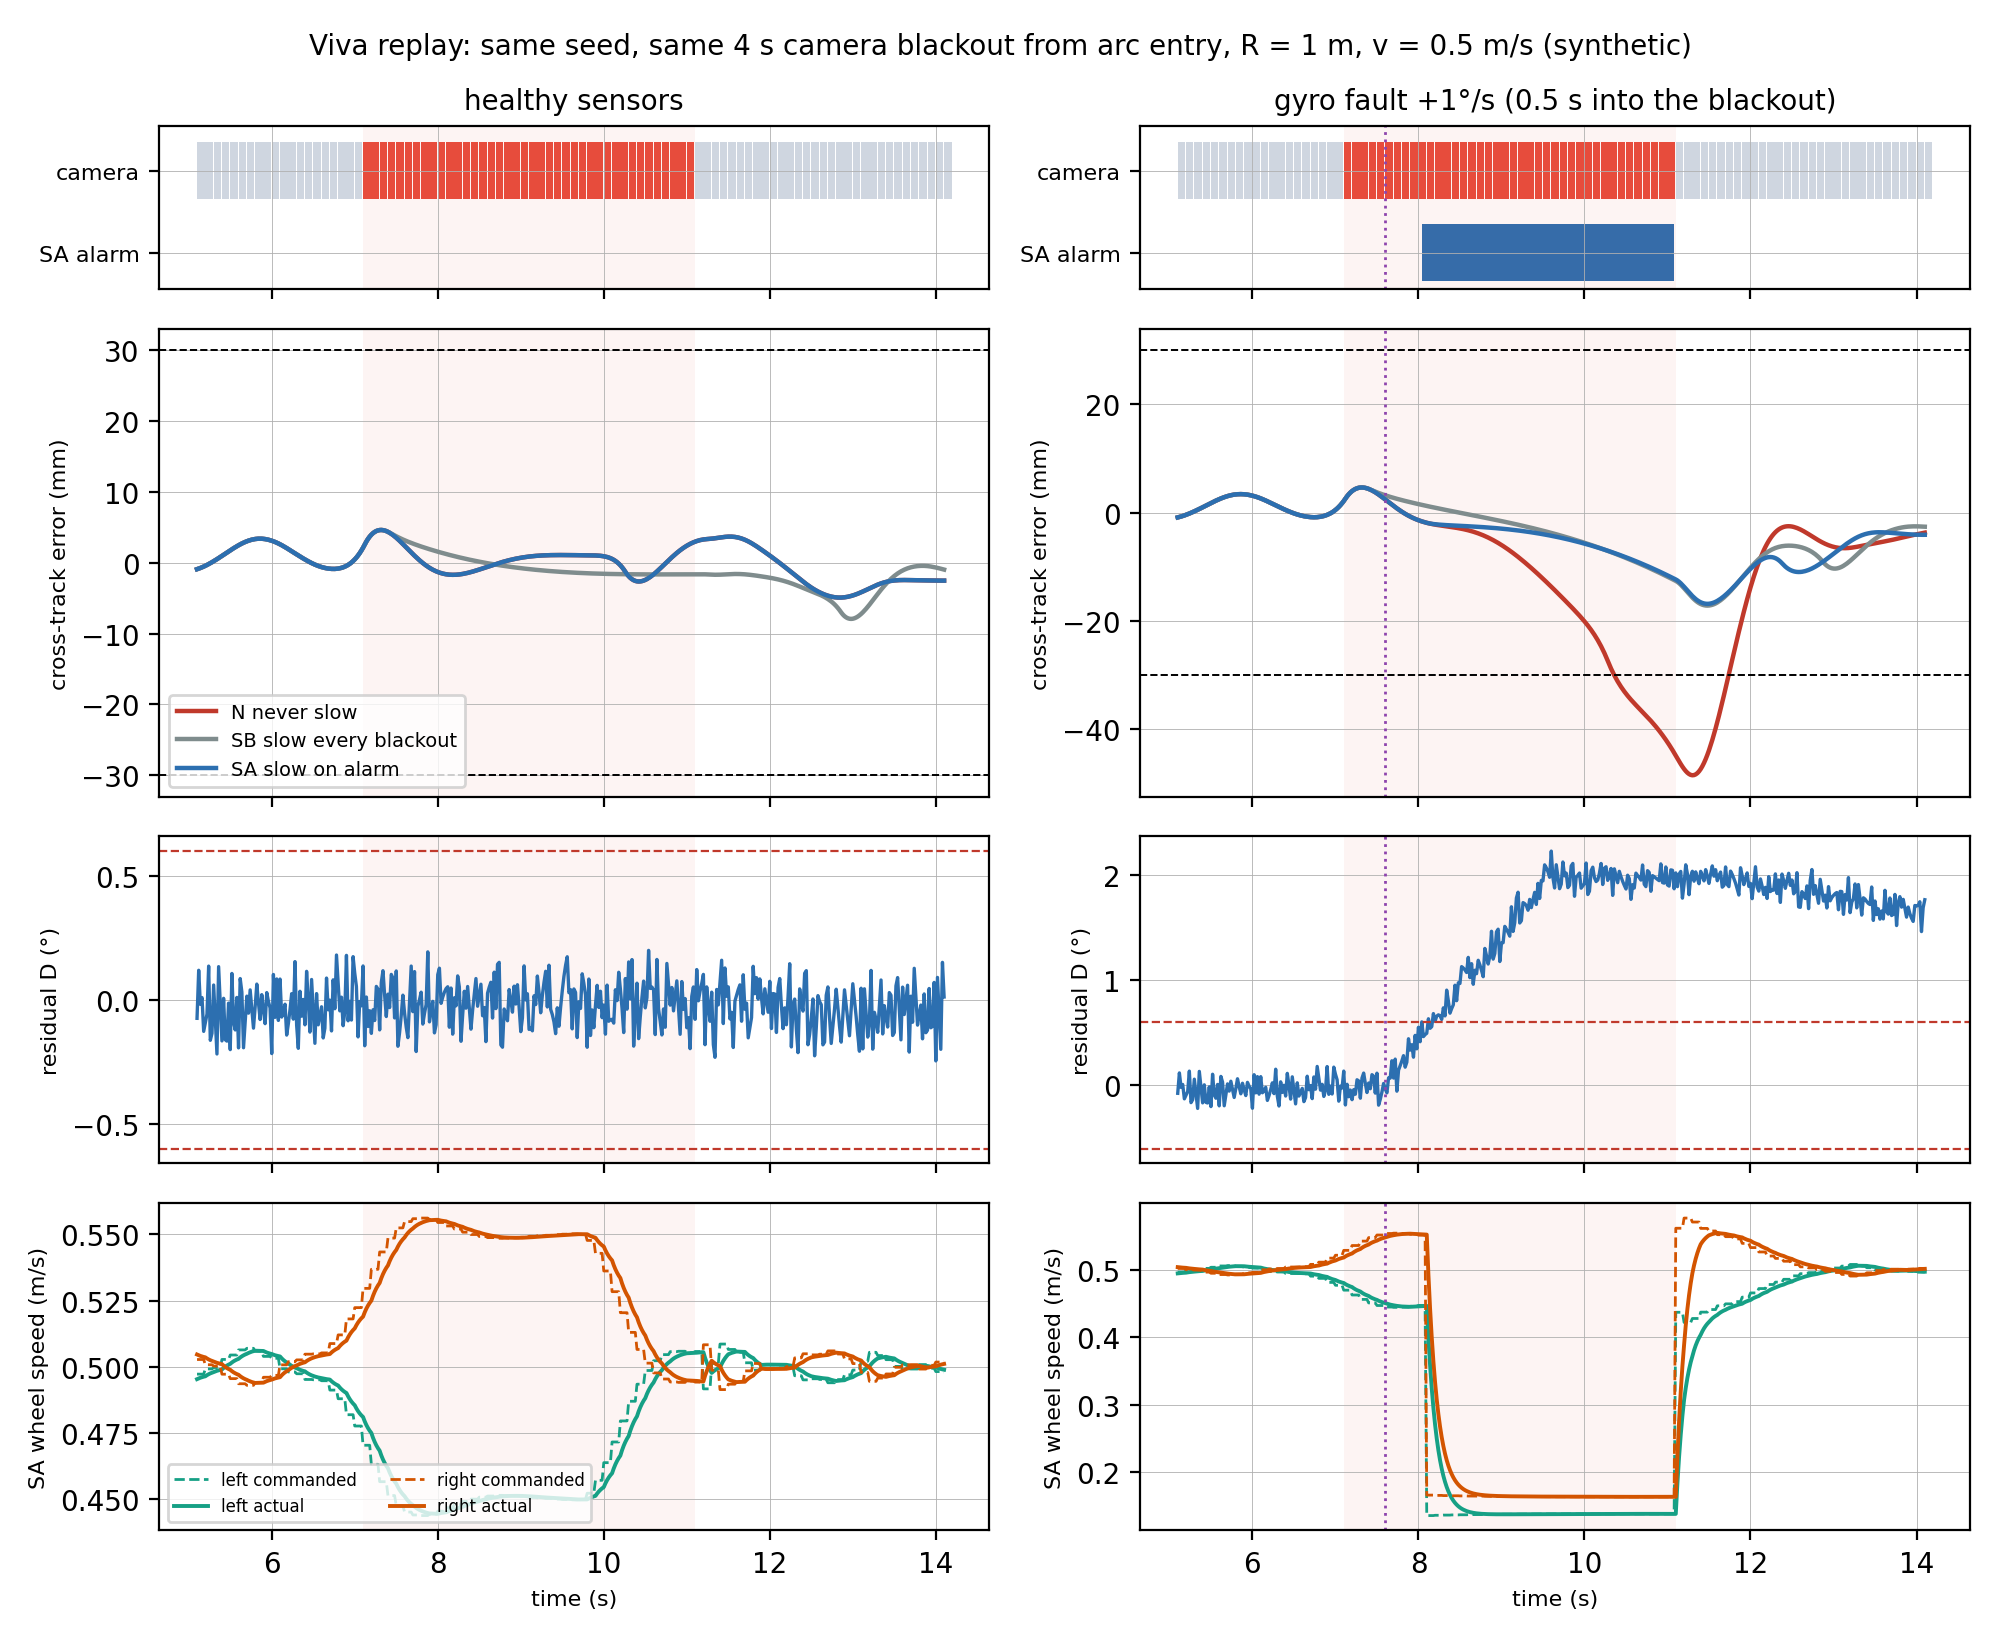 Viva replay: same seed, same 4 s camera blackout from arc entry, R = 1 m, v = 0.5 m/s (synthetic)
healthy sensors
camera
SA alarm
30
20
10
0
−10
−20
−30
cross-track error (mm)
N never slow
SB slow every blackout
SA slow on alarm
0.5
0.0
−0.5
residual D (°)
0.550
0.525
0.500
0.475
0.450
SA wheel speed (m/s)
left commanded
left actual
right commanded
right actual
6 8 10 12 14
time (s)
gyro fault +1°/s (0.5 s into the blackout)
camera
SA alarm
20
0
−20
−40
cross-track error (mm)
2
1
0
residual D (°)
0.5
0.4
0.3
0.2
SA wheel speed (m/s)
6 8 10 12 14
time (s)